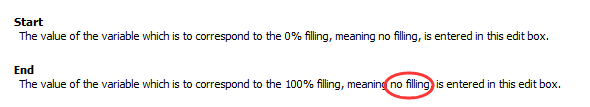 Start
The value of the variable which is to correspond to the 0% filling, meaning no filling, is entered in this edit box.
End
The value of the variable which is to correspond to the 100% filling, meaning no filling, is entered in this edit box.